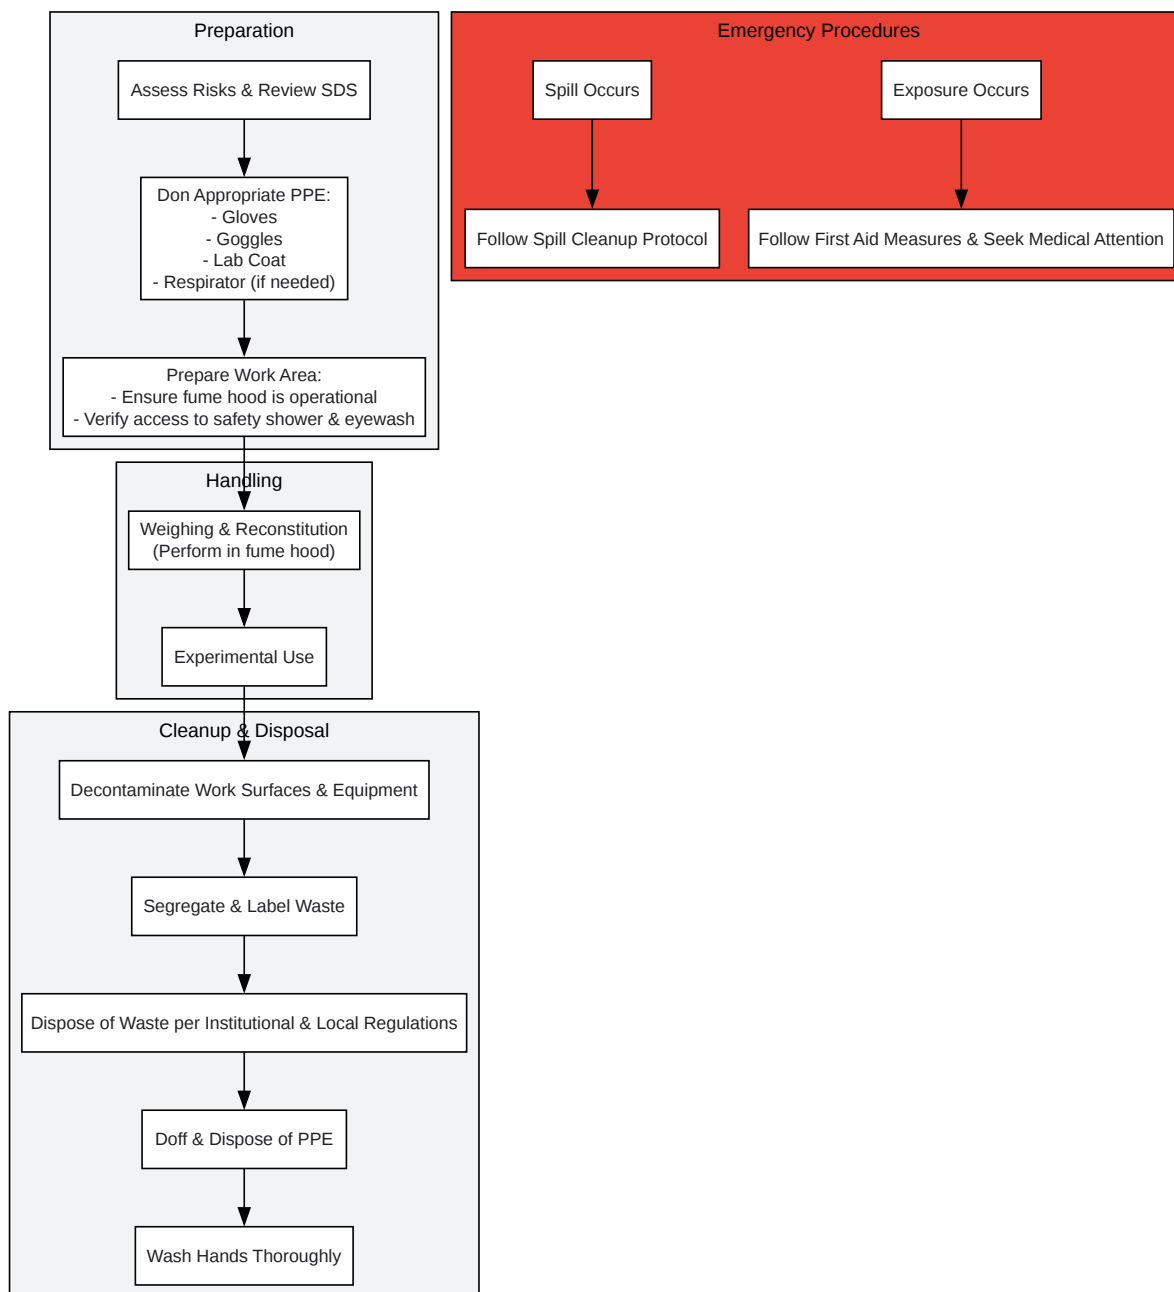 Preparation
Assess Risks & Review SDS
Don Appropriate PPE:
- Gloves
- Goggles
- Lab Coat
- Respirator (if needed)
Prepare Work Area:
- Ensure fume hood is operational
- Verify access to safety shower & eyewash
Handling
Weighing & Reconstitution
(Perform in fume hood)
Experimental Use
Cleanup & Disposal
Decontaminate Work Surfaces & Equipment
Segregate & Label Waste
Dispose of Waste per Institutional & Local Regulations
Doff & Dispose of PPE
Wash Hands Thoroughly
Emergency Procedures
Spill Occurs
Follow Spill Cleanup Protocol
Exposure Occurs
Follow First Aid Measures & Seek Medical Attention